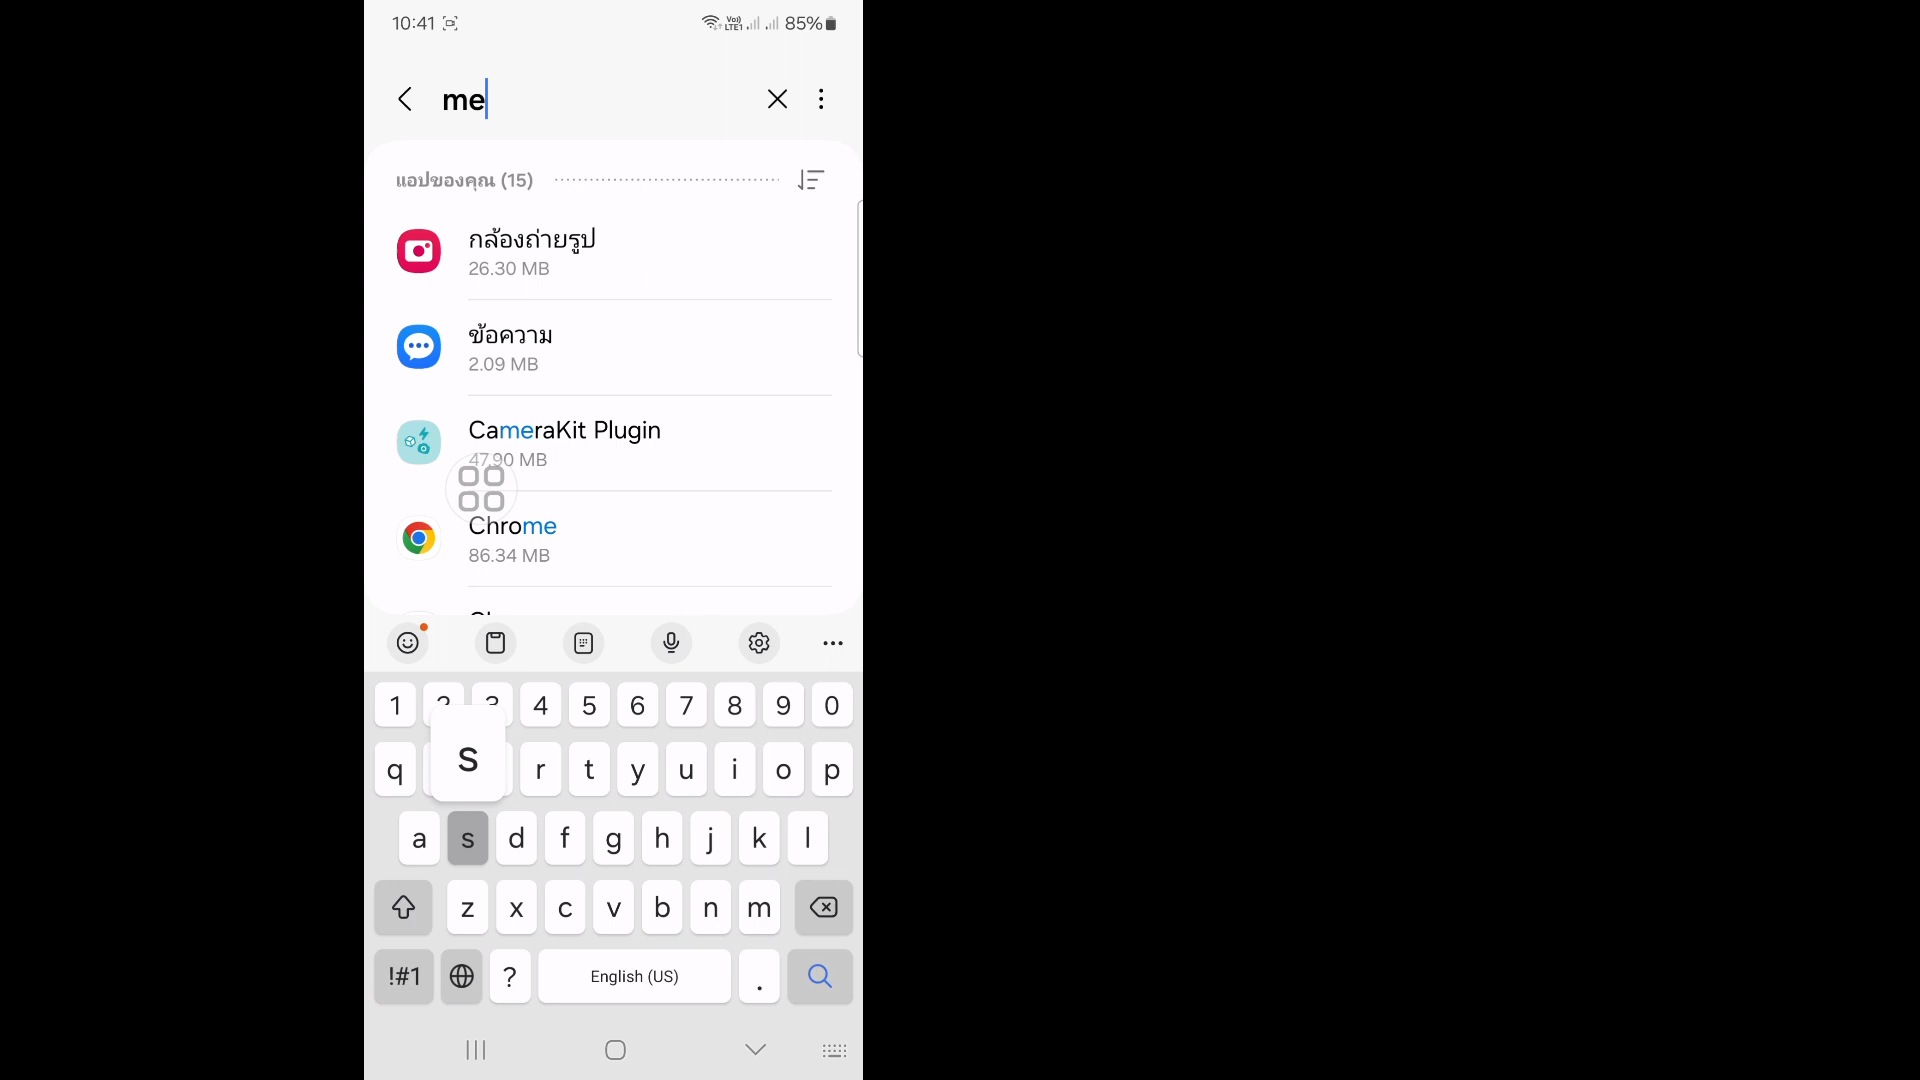 10:41 Vo)) LTE1 85%
me
แอปของคุณ (15)
กล้องถ่ายรูป
26.30 MB
ข้อความ
2.09 MB
CameraKit Plugin
47.90 MB
Chrome
86.34 MB
1 2 3 4 5 6 7 8 9 0
q s r t y u i o p
a s d f g h j k l
z x c v b n m
!#1 ? English (US) .